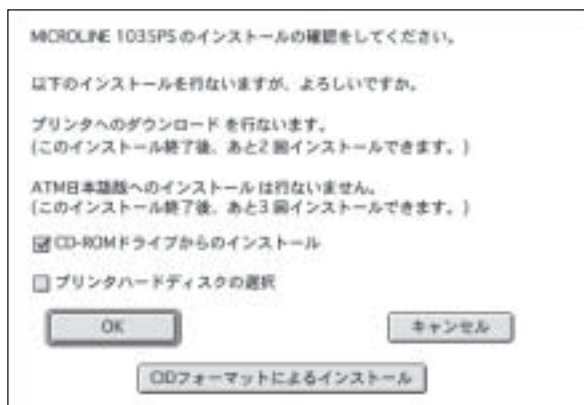 MICROLINE 1035PS のインストールの確認をしてください。
以下のインストールを行ないますが、よろしいですか。
プリンタへのダウンロード を行ないます。
(このインストール終了後、あと2 回インストールできます。)
ATM日本語版へのインストール は行ないません。
(このインストール終了後、あと3 回インストールできます。)
CD-ROMドライブからのインストール
プリンタハードディスクの選択
OK
キャンセル
CIDフォーマットによるインストール